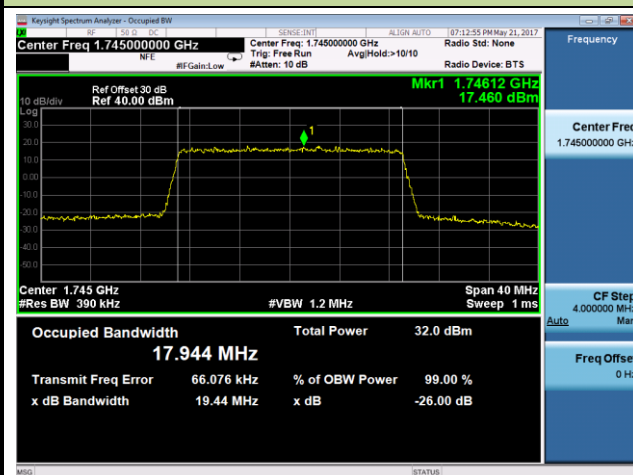 Keysight Spectrum Analyzer - Occupied BW
RF 50 Ω DC SENSE:INT ALIGN AUTO 07:12:55 PM May 21, 2017
Center Freq 1.745000000 GHz Center Freq: 1.745000000 GHz Radio Std: None
NFE Trig: Free Run Avg|Hold:>10/10
#IFGain:Low #Atten: 10 dB Radio Device: BTS
Frequency
Ref Offset 30 dB
10 dB/div Ref 40.00 dBm
Mkr1 1.74612 GHz
17.460 dBm
Log
30.0
20.0
10.0
0.00
-10.0
-20.0
-30.0
-40.0
-50.0
1
Center 1.745 GHz Span 40 MHz
#Res BW 390 kHz #VBW 1.2 MHz Sweep 1 ms
Occupied Bandwidth Total Power 32.0 dBm
17.944 MHz
Transmit Freq Error 66.076 kHz % of OBW Power 99.00 %
x dB Bandwidth 19.44 MHz x dB -26.00 dB
Center Freq
1.745000000 GHz
CF Step
4.000000 MHz
Auto Man
Freq Offset
0 Hz
MSG STATUS